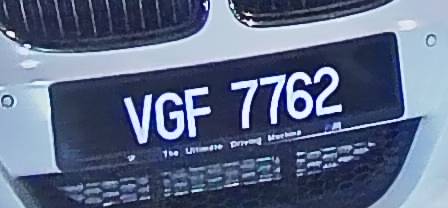 VGF 7762
The Ultimate Driving Machine